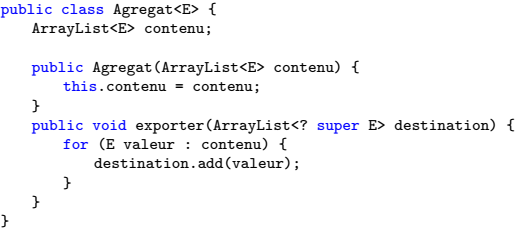 public class Agregat<E> {
    ArrayList<E> contenu;

    public Agregat(ArrayList<E> contenu) {
        this.contenu = contenu;
    }
    public void exporter(ArrayList<? super E> destination) {
        for (E valeur : contenu) {
            destination.add(valeur);
        }
    }
}